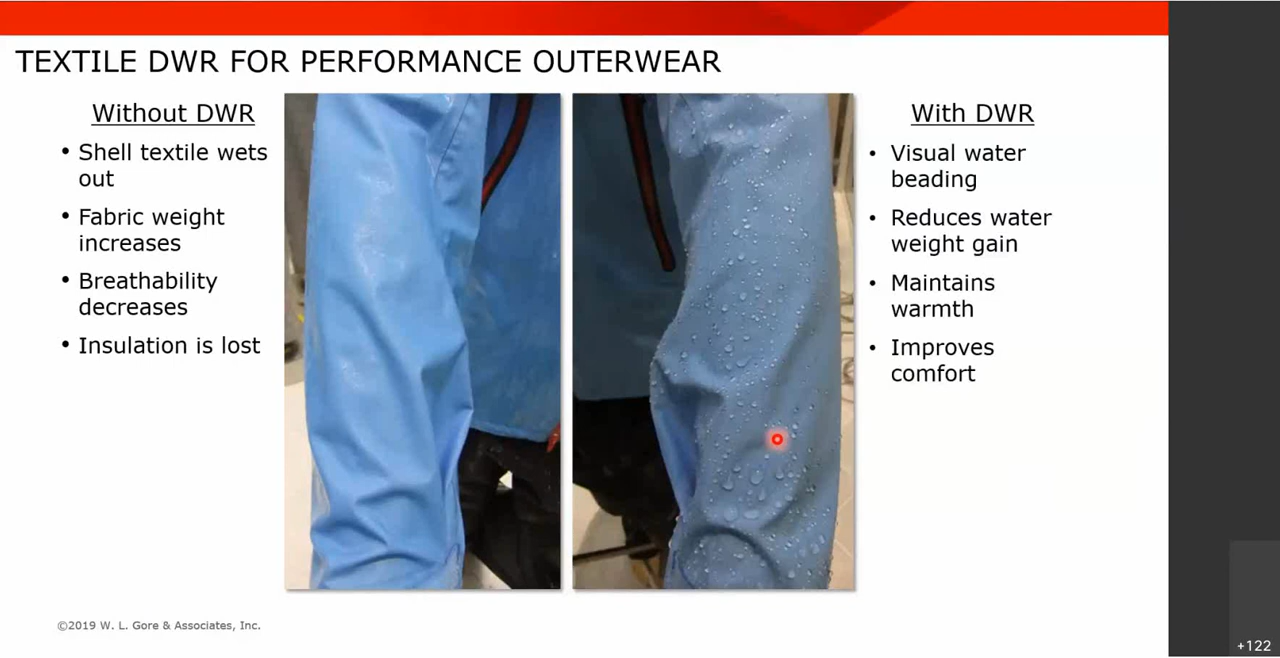 TEXTILE DWR FOR PERFORMANCE OUTERWEAR
Without DWR
• Shell textile wets
out
• Fabric weight
increases
• Breathability
decreases
• Insulation is lost
With DWR
• Visual water
beading
• Reduces water
weight gain
• Maintains
warmth
• Improves
comfort
©2019 W. L. Gore & Associates, Inc.
+122